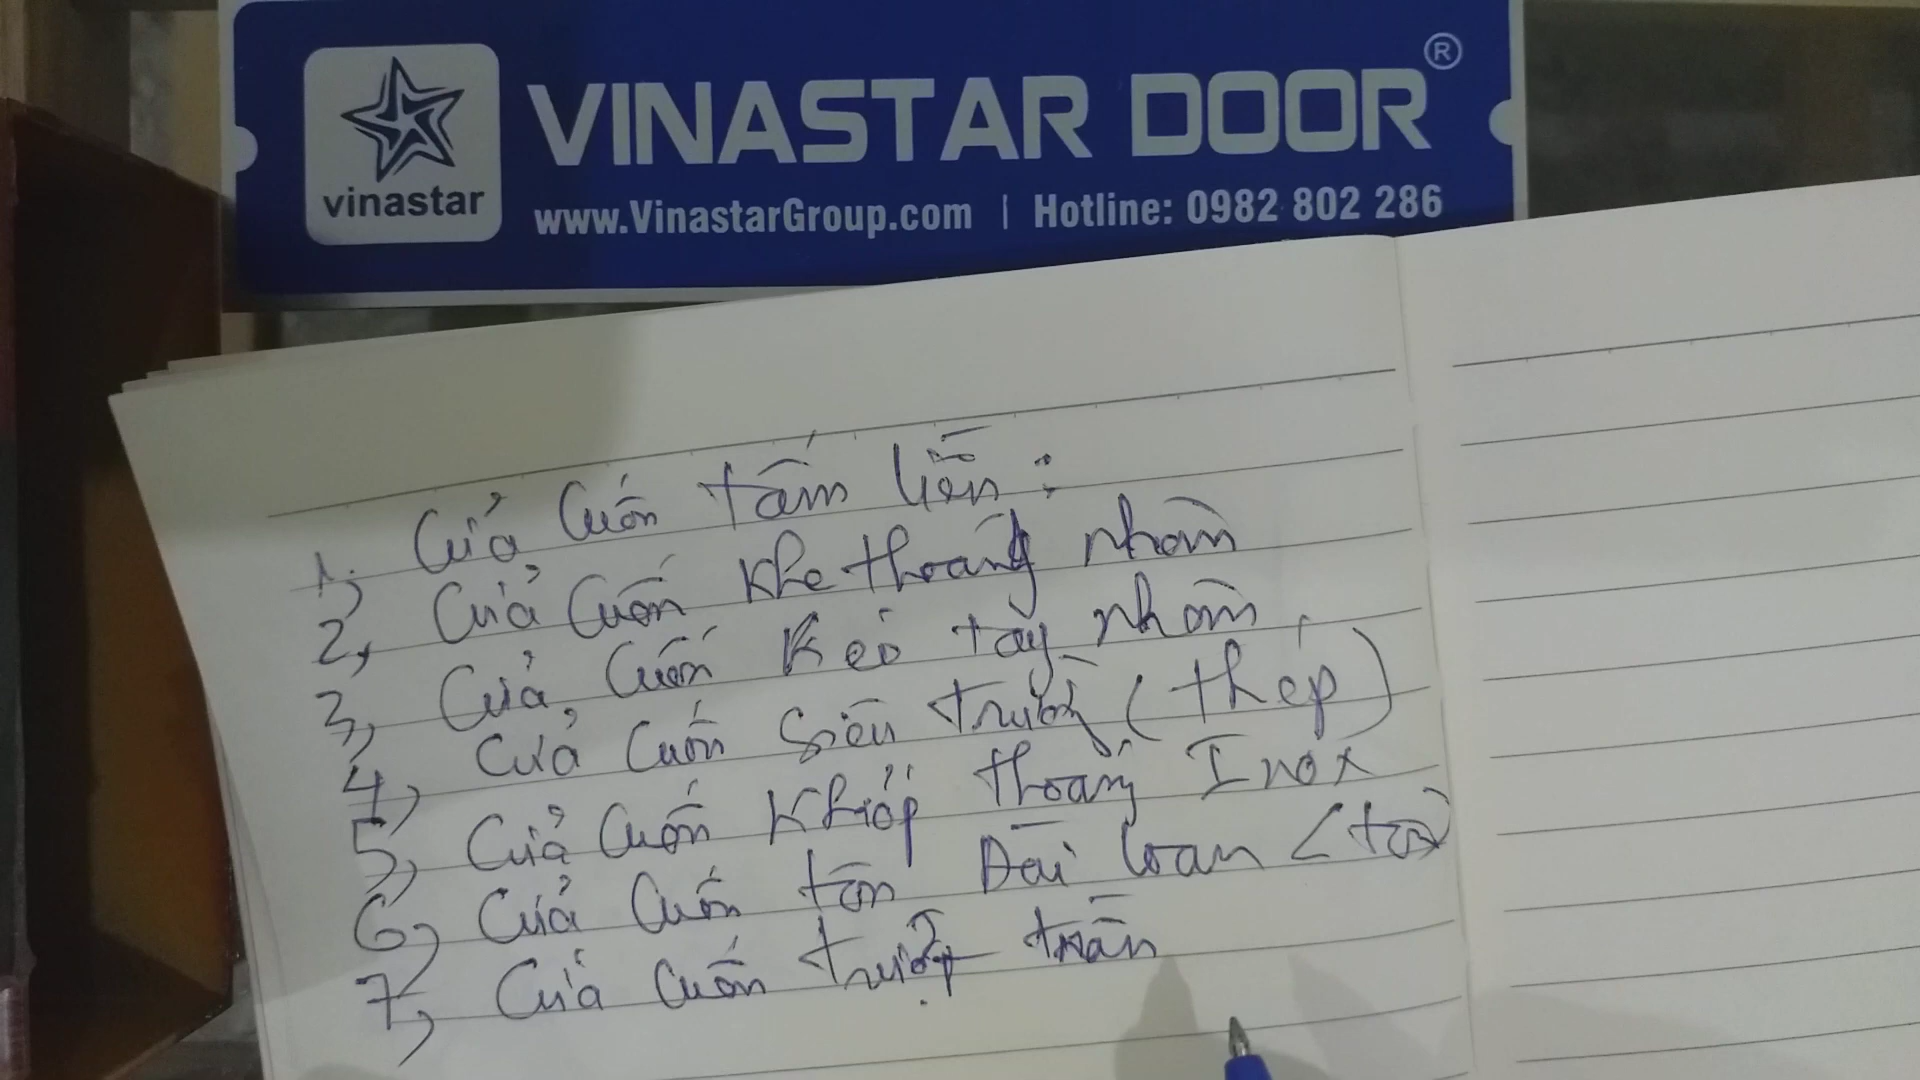 VINASTAR DOOR®
vinastar
www.VinastarGroup.com | Hotline: 0982 802 286
1, Cửa Cuốn tấm liền:
2, Cửa Cuốn Khe thoáng nhôm
3, Cửa Cuốn Kéo tay nhôm
4, Cửa Cuốn Siêu trường (thép)
5, Cửa Cuốn Khớp thoáng Inox
6, Cửa Cuốn tôn Đài loan
7, Cửa Cuốn trượt trần